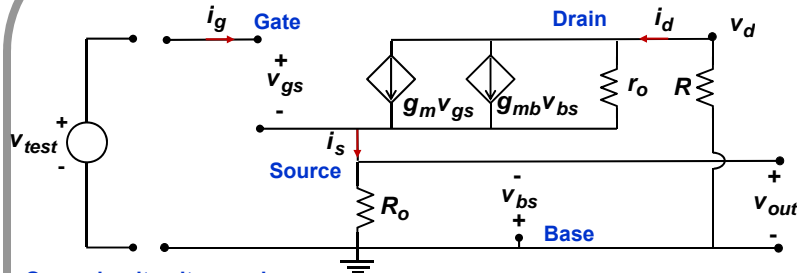 i_g
Gate
Drain
i_d
v_d
+
v_gs
-
g_m v_gs
g_mb v_bs
r_o
R
+
v_test
-
i_s
Source
R_o
-
v_bs
+
Base
+
v_out
-